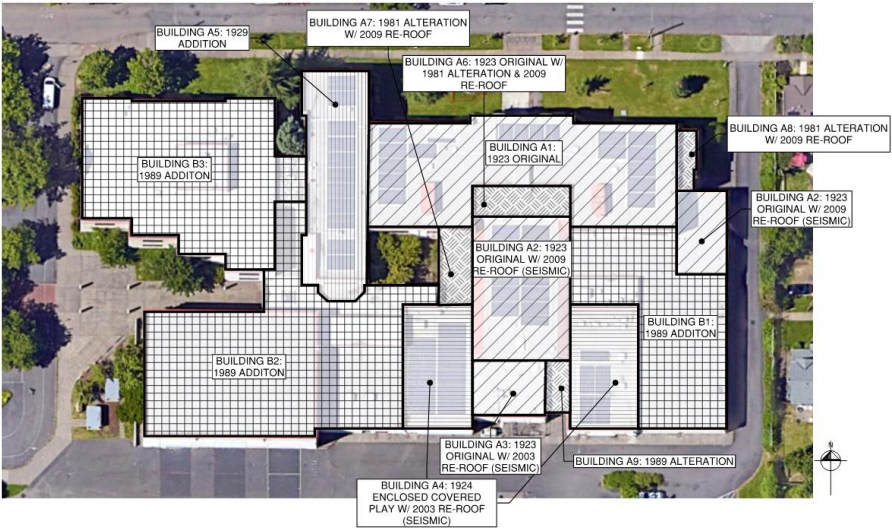 BUILDING A7: 1981 ALTERATION
W/ 2009 RE-ROOF
BUILDING A5: 1929
ADDITION
BUILDING A6: 1923 ORIGINAL W/
1981 ALTERATION & 2009
RE-ROOF
BUILDING A8: 1981 ALTERATION
W/ 2009 RE-ROOF
BUILDING A1:
1923 ORIGINAL
BUILDING B3:
1989 ADDITON
BUILDING A2: 1923
ORIGINAL W/ 2009
RE-ROOF (SEISMIC)
BUILDING A2: 1923
ORIGINAL W/ 2009
RE-ROOF (SEISMIC)
BUILDING B1:
1989 ADDITON
BUILDING B2:
1989 ADDITON
BUILDING A3: 1923
ORIGINAL W/ 2003
RE-ROOF (SEISMIC)
BUILDING A9: 1989 ALTERATION
BUILDING A4: 1924
ENCLOSED COVERED
PLAY W/ 2003 RE-ROOF
(SEISMIC)